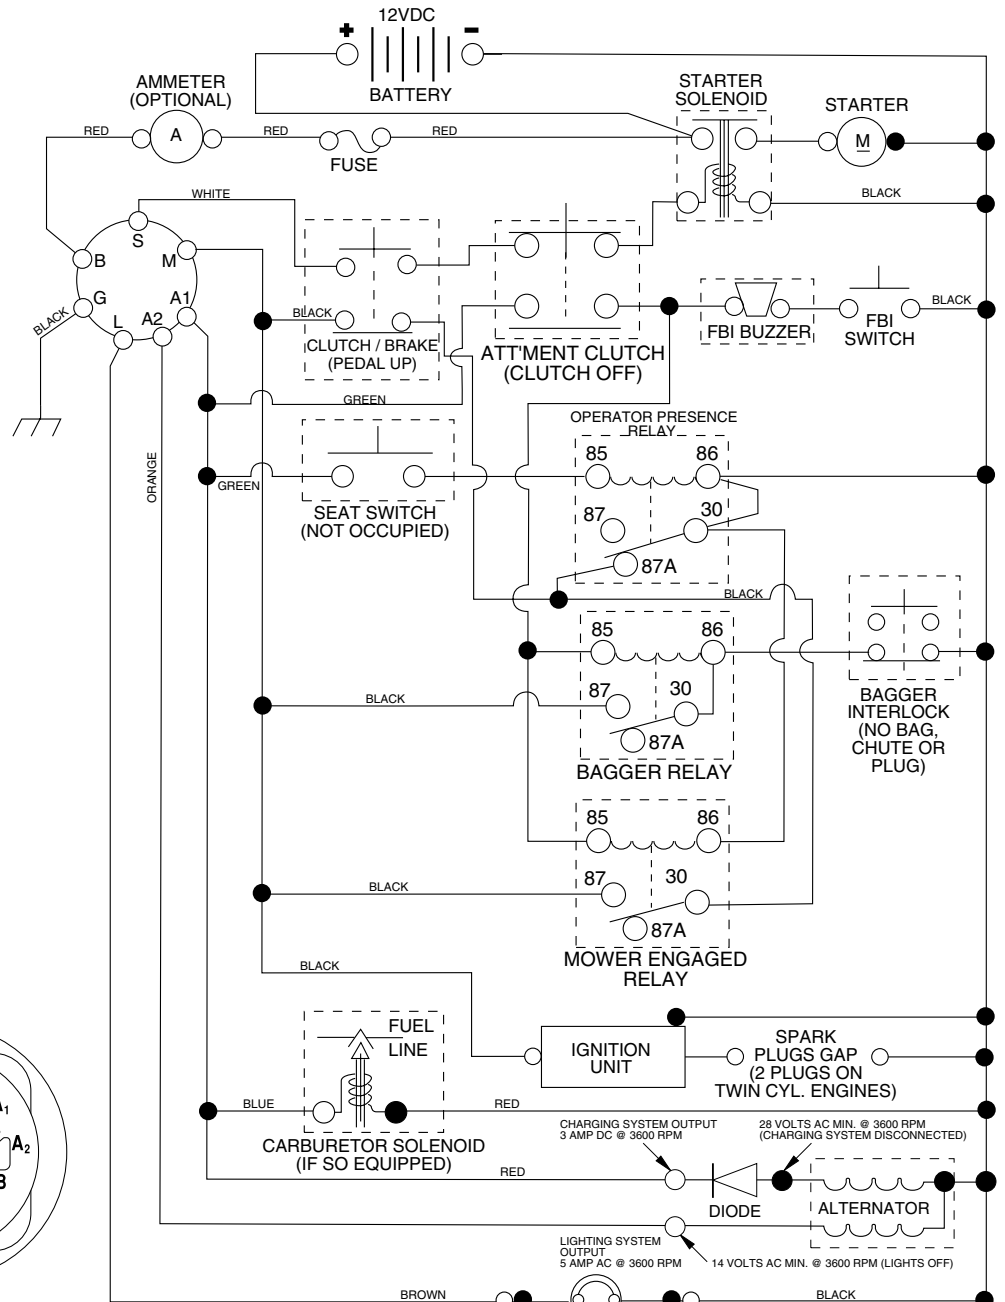 12VDC
+
-
BATTERY
AMMETER
(OPTIONAL)
A
RED
RED
RED
FUSE
STARTER
SOLENOID
STARTER
M
BLACK
WHITE
S
B
M
G
A1
L
A2
BLACK
BLACK
CLUTCH / BRAKE
(PEDAL UP)
ATT'MENT CLUTCH
(CLUTCH OFF)
FBI BUZZER
FBI
SWITCH
BLACK
GREEN
ORANGE
GREEN
SEAT SWITCH
(NOT OCCUPIED)
OPERATOR PRESENCE
RELAY
85
86
87
30
87A
BLACK
85
86
87
30
87A
BLACK
BAGGER RELAY
BAGGER
INTERLOCK
(NO BAG,
CHUTE OR
PLUG)
85
86
87
30
87A
BLACK
MOWER ENGAGED
RELAY
BLACK
FUEL
LINE
IGNITION
UNIT
SPARK
PLUGS GAP
(2 PLUGS ON
TWIN CYL. ENGINES)
BLUE
RED
CARBURETOR SOLENOID
(IF SO EQUIPPED)
CHARGING SYSTEM OUTPUT
3 AMP DC @ 3600 RPM
28 VOLTS AC MIN. @ 3600 RPM
(CHARGING SYSTEM DISCONNECTED)
RED
DIODE
ALTERNATOR
LIGHTING SYSTEM
OUTPUT
5 AMP AC @ 3600 RPM
14 VOLTS AC MIN. @ 3600 RPM (LIGHTS OFF)
BROWN
BLACK
A2